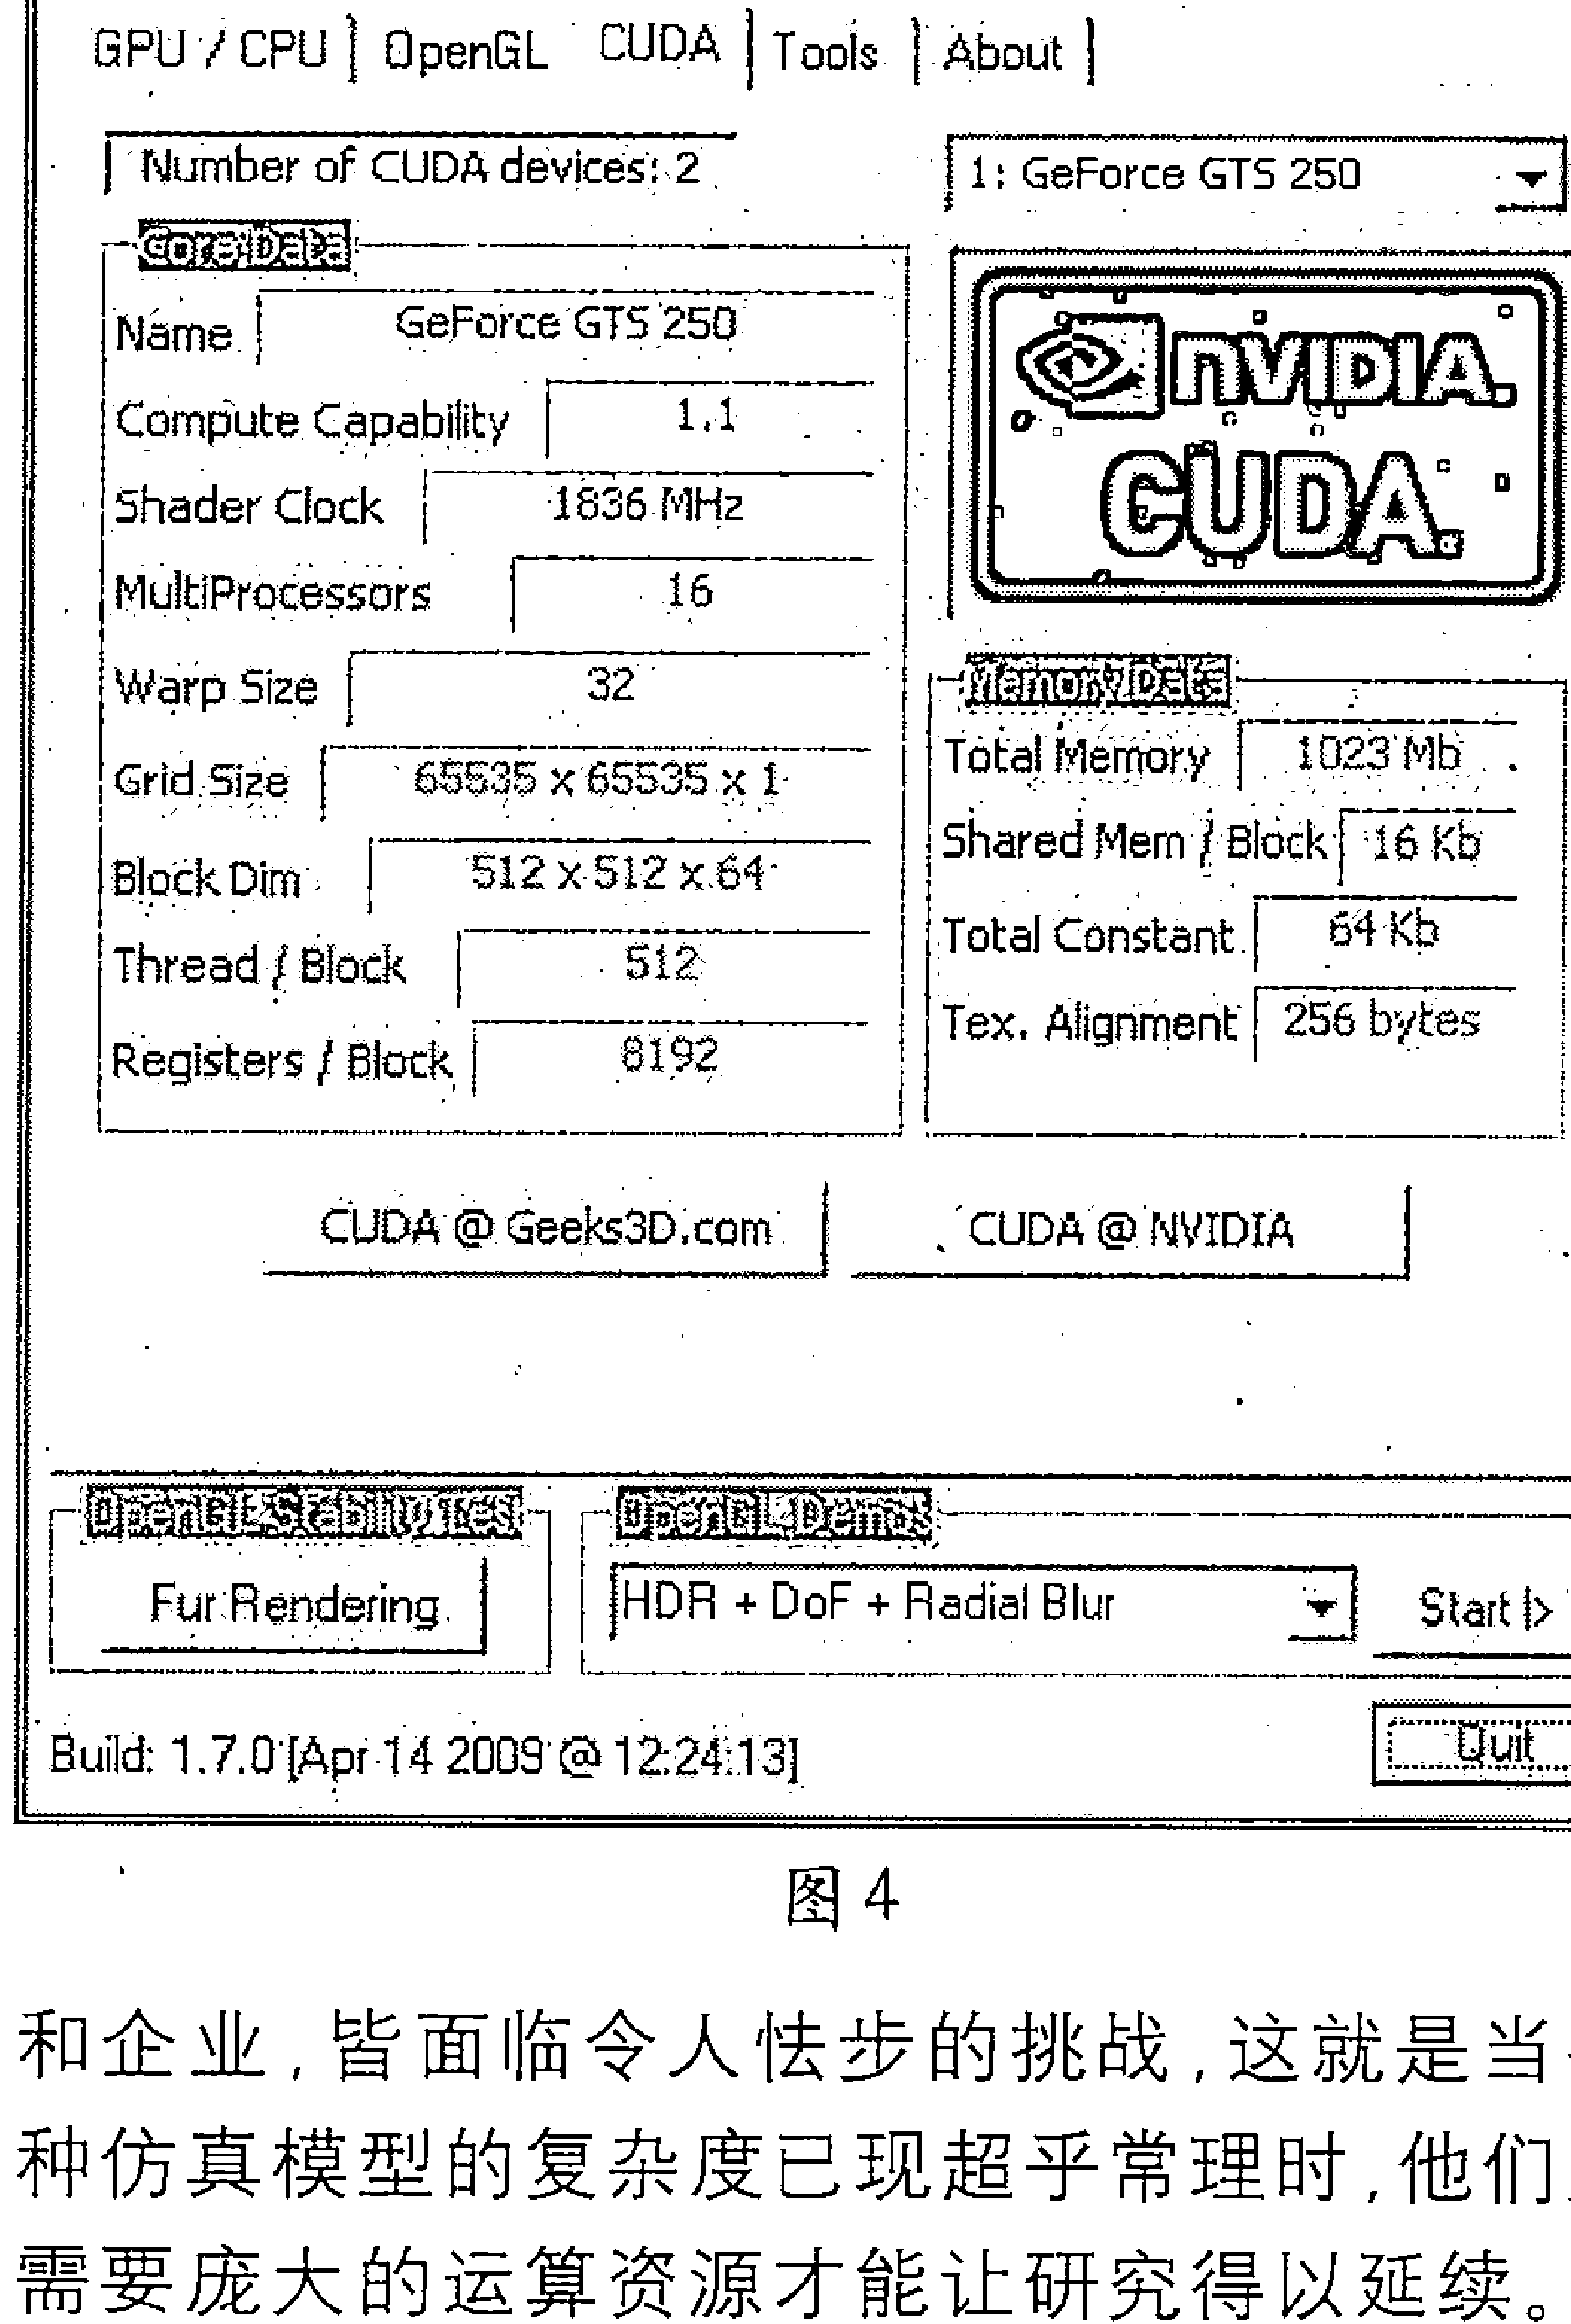 GPU / CPU OpenGL CUDA Tools About
Number of CUDA devices: 2
1: GeForce GTS 250
Core Data
Name GeForce GTS 250
Compute Capability 1.1
Shader Clock 1836 MHz
MultiProcessors 16
Warp Size 32
Grid Size 65535 x 65535 x 1
Block Dim 512 x 512 x 64
Thread / Block 512
Registers / Block 8192
NVIDIA.
CUDA.
Memory Data
Total Memory 1023 Mb
Shared Mem / Block 16 Kb
Total Constant 64 Kb
Tex. Alignment 256 bytes
CUDA @ Geeks3D.com
CUDA @ NVIDIA
OpenGL Stability Tes
Fur Rendering
OpenGL Demos
HDR + DoF + Radial Blur
Start |>
Build: 1.7.0 [Apr 14 2009 @ 12:24:13]
Quit
图 4
和企业,皆面临令人怯步的挑战,这就是当
种仿真模型的复杂度已现超乎常理时,他们
需要庞大的运算资源才能让研究得以延续。